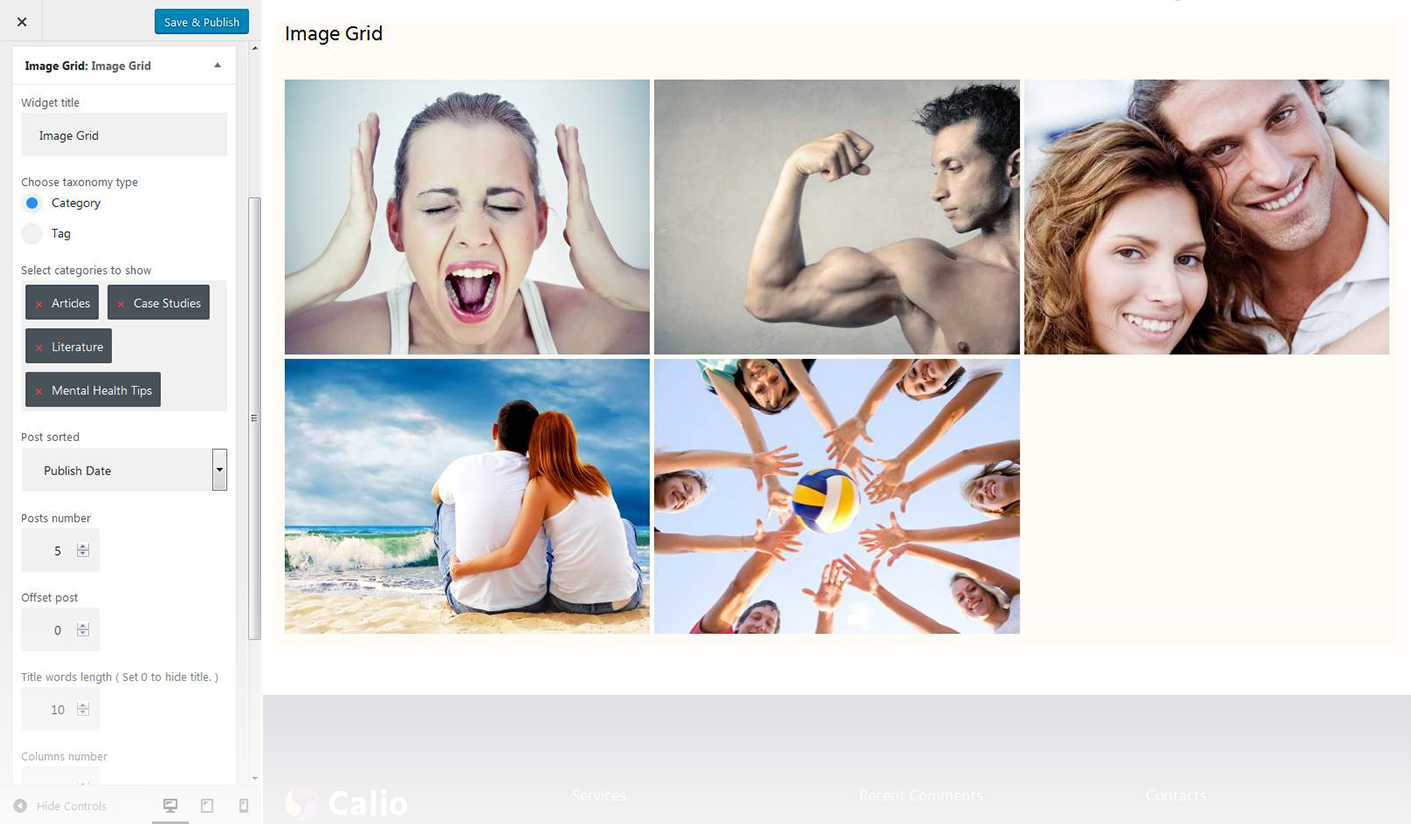 Save & Publish
Image Grid: Image Grid
Widget title
Image Grid
Choose taxonomy type
Category
Tag
Select categories to show
× Articles × Case Studies
× Literature
× Mental Health Tips
Post sorted
Publish Date
Posts number
5
Offset post
0
Title words length ( Set 0 to hide title. )
10
Columns number
Hide Controls
Image Grid
Calio
Services
Recent Comments
Contacts